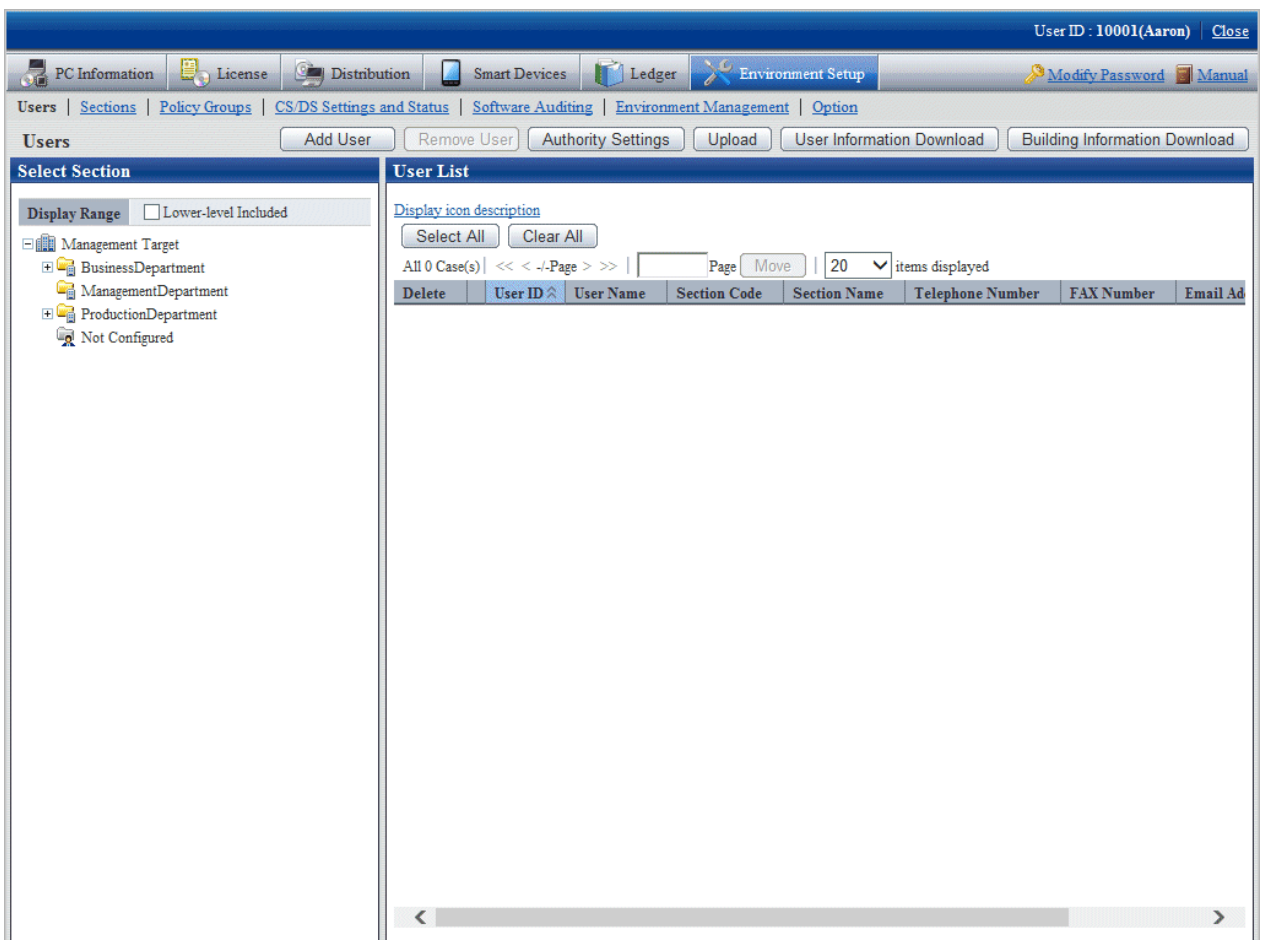 User ID : 10001(Aaron) Close
PC Information License Distribution Smart Devices Ledger Environment Setup Modify Password Manual
Users | Sections | Policy Groups | CS/DS Settings and Status | Software Auditing | Environment Management | Option
Users Add User Remove User Authority Settings Upload User Information Download Building Information Download
Select Section
Display Range Lower-level Included
Management Target
BusinessDepartment
ManagementDepartment
ProductionDepartment
Not Configured
User List
Display icon description
Select All Clear All
All 0 Case(s) | << < -/-Page > >> | Page Move | 20 items displayed
Delete User ID User Name Section Code Section Name Telephone Number FAX Number Email Ad